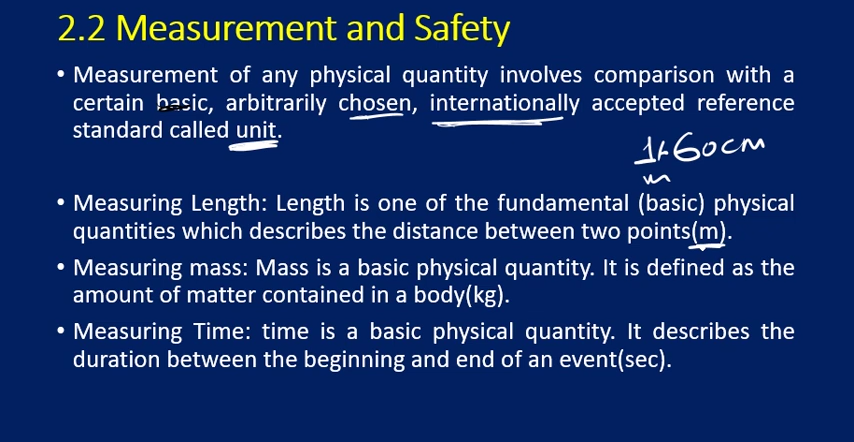 2.2 Measurement and Safety
• Measurement of any physical quantity involves comparison with a
certain basic, arbitrarily chosen, internationally accepted reference
standard called unit.
60cm
m
• Measuring Length: Length is one of the fundamental (basic) physical
quantities which describes the distance between two points(m).
• Measuring mass: Mass is a basic physical quantity. It is defined as the
amount of matter contained in a body(kg).
• Measuring Time: time is a basic physical quantity. It describes the
duration between the beginning and end of an event(sec).